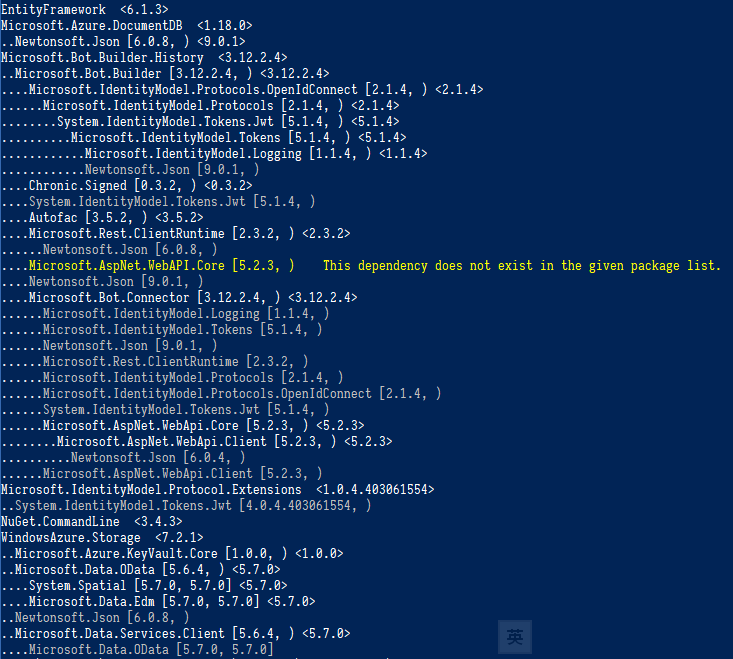 EntityFramework  <6.1.3>
Microsoft.Azure.DocumentDB  <1.18.0>
..Newtonsoft.Json [6.0.8, ) <9.0.1>
Microsoft.Bot.Builder.History  <3.12.2.4>
..Microsoft.Bot.Builder [3.12.2.4, ) <3.12.2.4>
....Microsoft.IdentityModel.Protocols.OpenIdConnect [2.1.4, ) <2.1.4>
......Microsoft.IdentityModel.Protocols [2.1.4, ) <2.1.4>
........System.IdentityModel.Tokens.Jwt [5.1.4, ) <5.1.4>
..........Microsoft.IdentityModel.Tokens [5.1.4, ) <5.1.4>
............Microsoft.IdentityModel.Logging [1.1.4, ) <1.1.4>
............Newtonsoft.Json [9.0.1, )
....Chronic.Signed [0.3.2, ) <0.3.2>
....System.IdentityModel.Tokens.Jwt [5.1.4, )
....Autofac [3.5.2, ) <3.5.2>
....Microsoft.Rest.ClientRuntime [2.3.2, ) <2.3.2>
......Newtonsoft.Json [6.0.8, )
....Microsoft.AspNet.WebAPI.Core [5.2.3, )    This dependency does not exist in the given package list.
....Newtonsoft.Json [9.0.1, )
....Microsoft.Bot.Connector [3.12.2.4, ) <3.12.2.4>
......Microsoft.IdentityModel.Logging [1.1.4, )
......Microsoft.IdentityModel.Tokens [5.1.4, )
......Newtonsoft.Json [9.0.1, )
......Microsoft.Rest.ClientRuntime [2.3.2, )
......Microsoft.IdentityModel.Protocols [2.1.4, )
......Microsoft.IdentityModel.Protocols.OpenIdConnect [2.1.4, )
......System.IdentityModel.Tokens.Jwt [5.1.4, )
......Microsoft.AspNet.WebApi.Core [5.2.3, ) <5.2.3>
........Microsoft.AspNet.WebApi.Client [5.2.3, ) <5.2.3>
..........Newtonsoft.Json [6.0.4, )
......Microsoft.AspNet.WebApi.Client [5.2.3, )
Microsoft.IdentityModel.Protocol.Extensions  <1.0.4.403061554>
..System.IdentityModel.Tokens.Jwt [4.0.4.403061554, )
NuGet.CommandLine  <3.4.3>
WindowsAzure.Storage  <7.2.1>
..Microsoft.Azure.KeyVault.Core [1.0.0, ) <1.0.0>
..Microsoft.Data.OData [5.6.4, ) <5.7.0>
....System.Spatial [5.7.0, 5.7.0] <5.7.0>
....Microsoft.Data.Edm [5.7.0, 5.7.0] <5.7.0>
..Newtonsoft.Json [6.0.8, )
..Microsoft.Data.Services.Client [5.6.4, ) <5.7.0>
....Microsoft.Data.OData [5.7.0, 5.7.0]
英